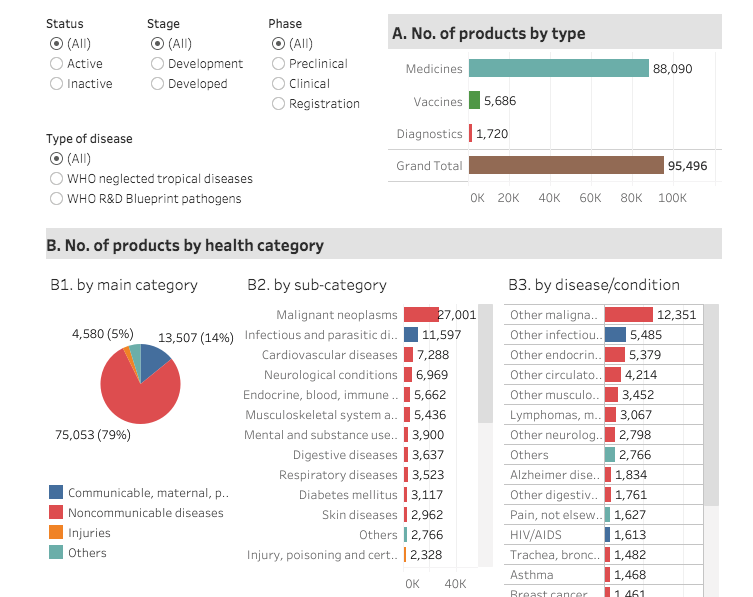 Status
(All)
Active
Inactive
Stage
(All)
Development
Developed
Phase
(All)
Preclinical
Clinical
Registration
Type of disease
(All)
WHO neglected tropical diseases
WHO R&D Blueprint pathogens
A. No. of products by type
Medicines 88,090
Vaccines 5,686
Diagnostics 1,720
Grand Total 95,496
0K 20K 40K 60K 80K 100K
B. No. of products by health category
B1. by main category
4,580 (5%)
13,507 (14%)
75,053 (79%)
Communicable, maternal, p..
Noncommunicable diseases
Injuries
Others
B2. by sub-category
Malignant neoplasms 27,001
Infectious and parasitic di.. 11,597
Cardiovascular diseases 7,288
Neurological conditions 6,969
Endocrine, blood, immune .. 5,662
Musculoskeletal system a.. 5,436
Mental and substance use.. 3,900
Digestive diseases 3,637
Respiratory diseases 3,523
Diabetes mellitus 3,117
Skin diseases 2,962
Others 2,766
Injury, poisoning and cert.. 2,328
0K 40K
B3. by disease/condition
Other maligna.. 12,351
Other infectiou.. 5,485
Other endocrin.. 5,379
Other circulato.. 4,214
Other musculo.. 3,452
Lymphomas, m.. 3,067
Other neurolog.. 2,798
Others 2,766
Alzheimer dise.. 1,834
Other digestiv.. 1,761
Pain, not elsew.. 1,627
HIV/AIDS 1,613
Trachea, bronc.. 1,482
Asthma 1,468
Breast cancer 1,461